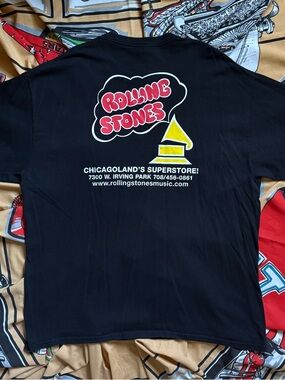 ROLLING
STONES
CHICAGOLAND'S SUPERSTORE!
7300 W. IRVING PARK 708/456-0861
www.rollingstonesmusic.com